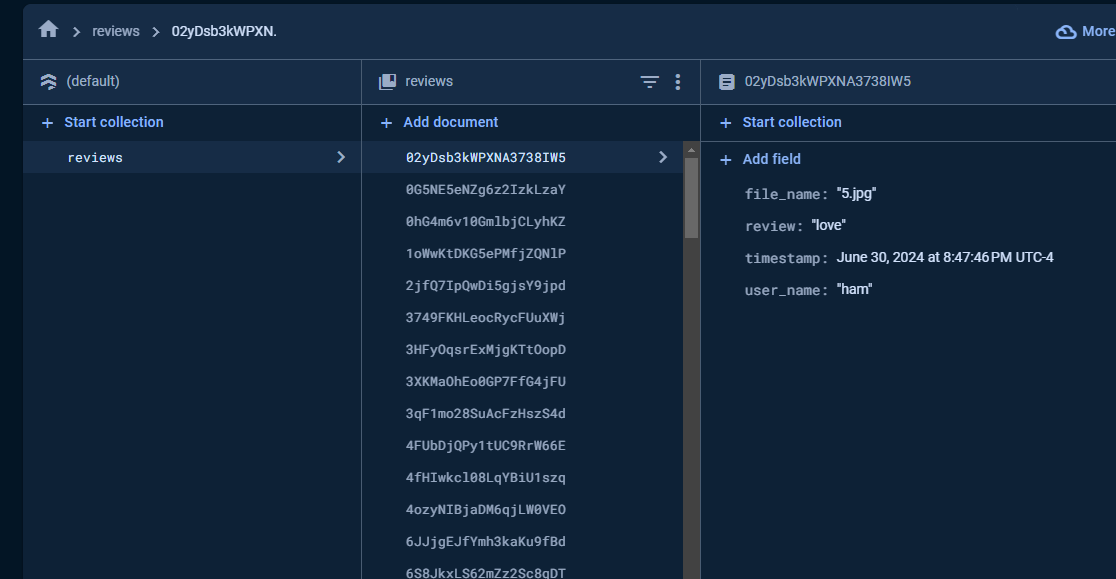 reviews 02yDsb3kWPXN. More
(default)
reviews
02yDsb3kWPXNA3738IW5
Start collection
Add document
Start collection
reviews
02yDsb3kWPXNA3738IW5
0G5NE5eNZg6z2IzkLzaY
0hG4m6v10GmlbjCLyhKZ
1oWwKtDKG5ePMfjZQNlP
2jfQ7IpQwDi5gjsY9jpd
3749FKHLeocRycFUuXWj
3HFyOqsrExMjgKTtOopD
3XKMaOhEo0GP7FfG4jFU
3qF1mo28SuAcFzHszS4d
4FUbDjQPy1tUC9RrW66E
4fHIwkcl08LqYBiU1szq
4ozyNIBjaDM6qjLW0VEO
6JJjgEJfYmh3kaKu9fBd
6S8JkxLS62mZz2Sc8qDT
Add field
file_name: "5.jpg"
review: "love"
timestamp: June 30, 2024 at 8:47:46 PM UTC-4
user_name: "ham"